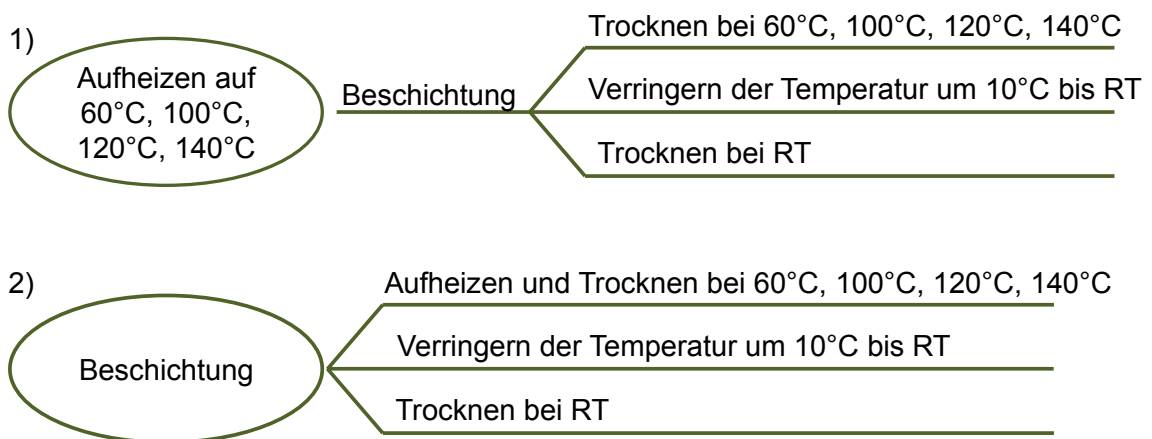 1)
Aufheizen auf
60°C, 100°C,
120°C, 140°C
Beschichtung
Trocknen bei 60°C, 100°C, 120°C, 140°C
Verringern der Temperatur um 10°C bis RT
Trocknen bei RT
2)
Beschichtung
Aufheizen und Trocknen bei 60°C, 100°C, 120°C, 140°C
Verringern der Temperatur um 10°C bis RT
Trocknen bei RT